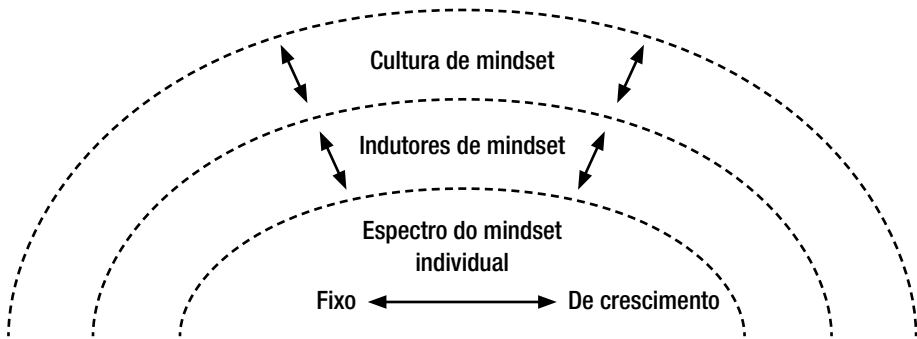 Cultura de mindset
Indutores de mindset
Espectro do mindset
individual
Fixo De crescimento